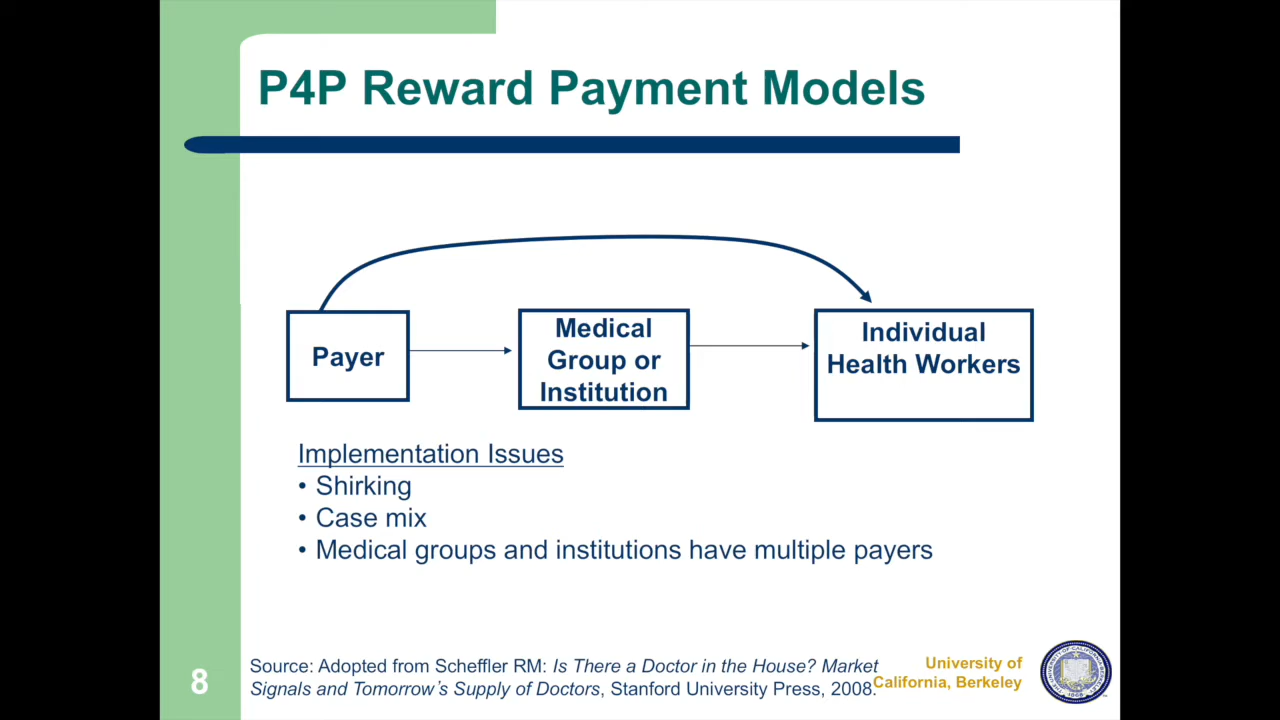 P4P Reward Payment Models
Payer
Medical
Group or
Institution
Individual
Health Workers
Implementation Issues
• Shirking
• Case mix
• Medical groups and institutions have multiple payers
8
Source: Adopted from Scheffler RM: Is There a Doctor in the House? Market
Signals and Tomorrow’s Supply of Doctors, Stanford University Press, 2008.
University of
California, Berkeley